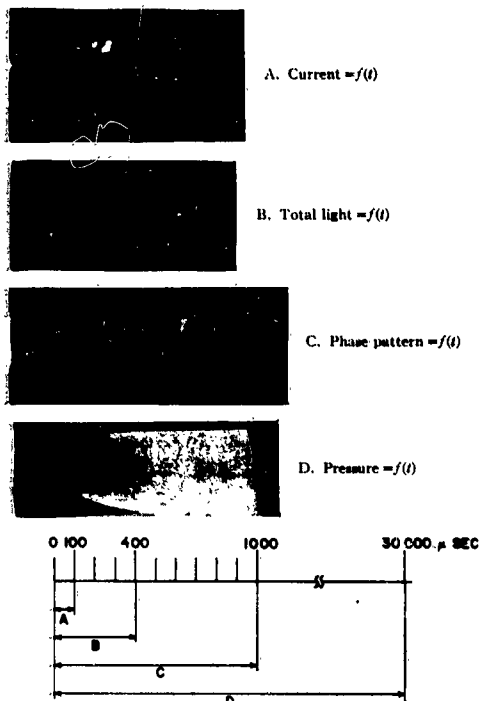 A. Current =f(t)
B. Total light =f(t)
C. Phase pattern =f(t)
D. Pressure =f(t)
0 100 400 1000 30 000 μ SEC
A
B
C
D